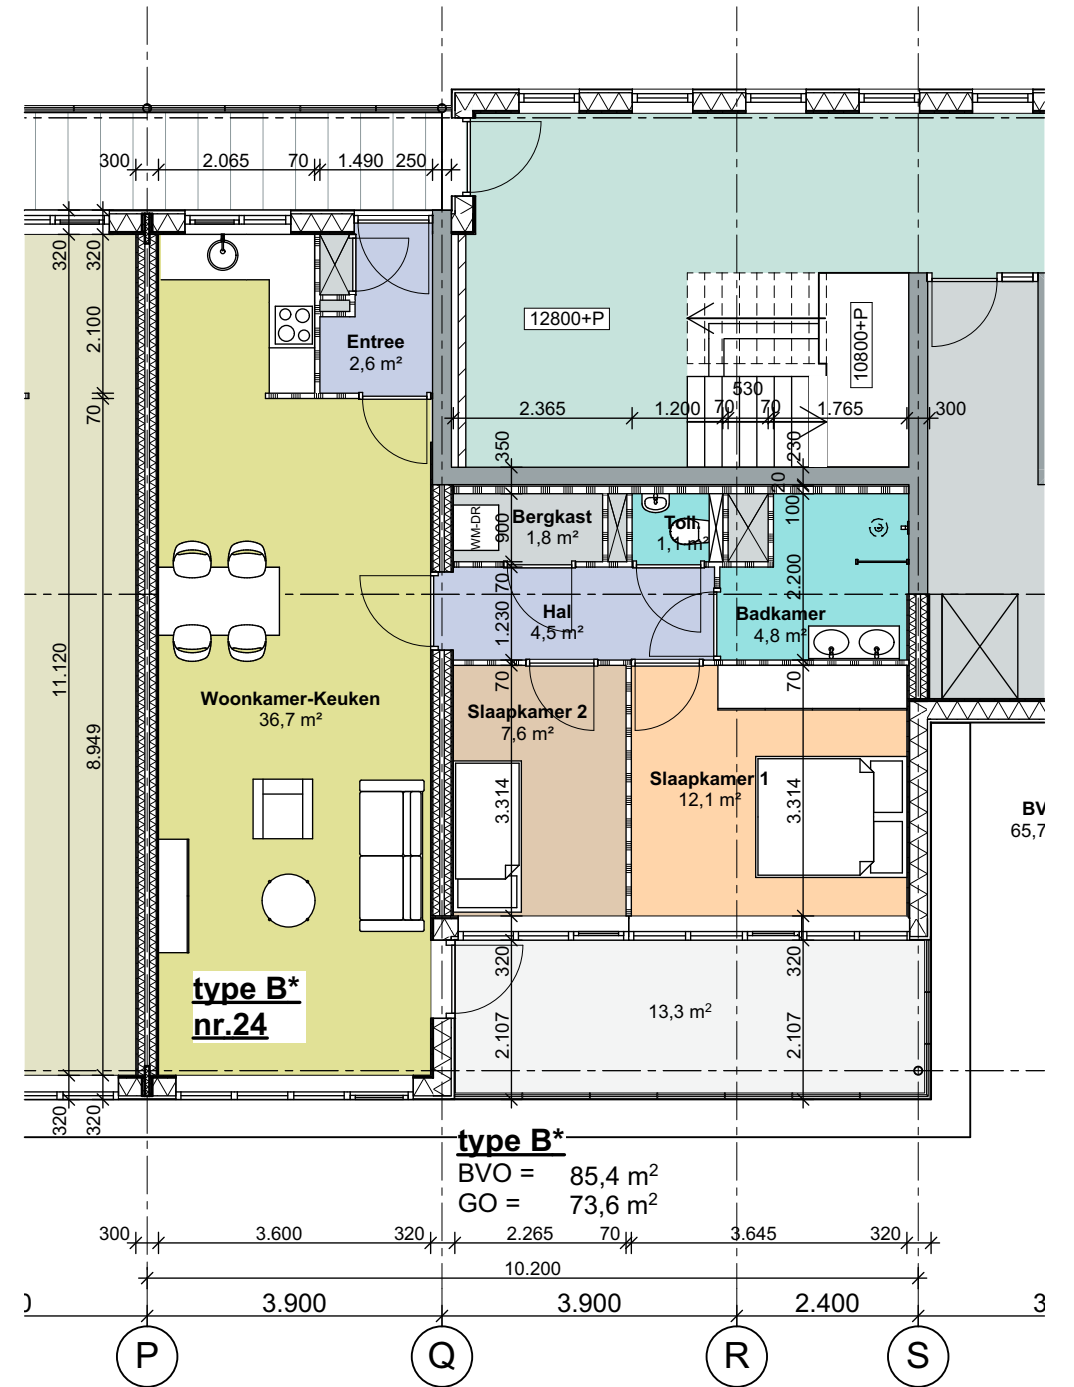 300 2.065 70 1.490 250
320
320
2.100
70
11.120
8.949
320
320
12800+P
10800+P
Entree
2,6 m²
530
2.365 1.200 70 70 1.765 300
350
230
20
100
900
WM-DR
Bergkast
1,8 m²
Toil.
1,1 m²
70
2.200
1.230
Hal
4,5 m²
Badkamer
4,8 m²
70
70
Woonkamer-Keuken
36,7 m²
Slaapkamer 2
7,6 m²
Slaapkamer 1
12,1 m²
3.314
3.314
BV
65,7
320
320
type B*
nr.24
13,3 m²
2.107
2.107
type B*
BVO = 85,4 m²
GO = 73,6 m²
300 3.600 320 2.265 70 3.645 320
10.200
0 3.900 3.900 2.400 3
P Q R S